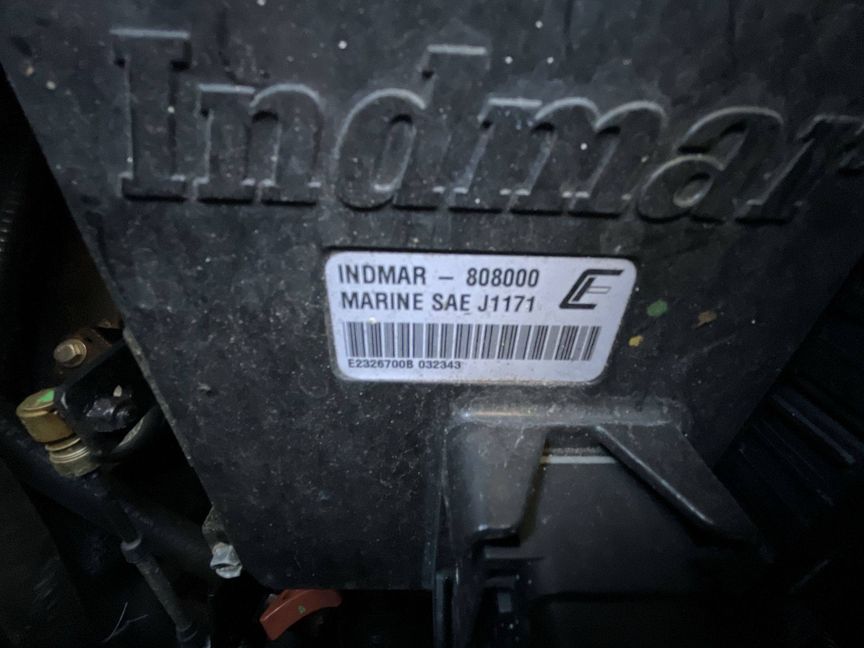 Indmar
INDMAR – 808000
MARINE SAE J1171
E2326700B 032343